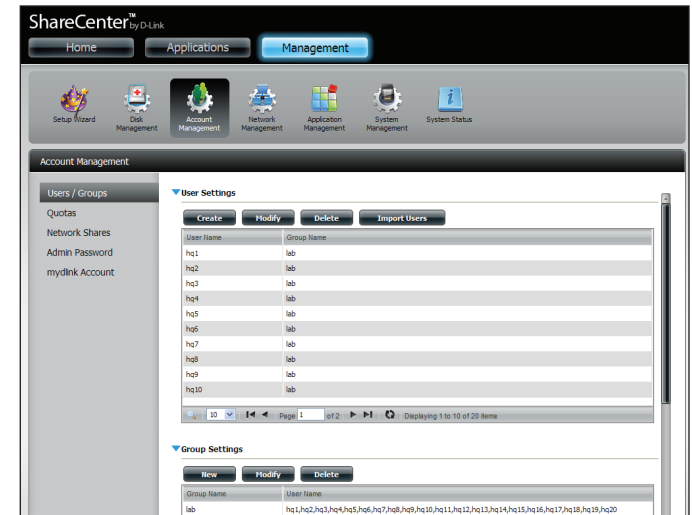 ShareCenter™ by D-Link
Home Applications Management
Setup Wizard Disk Management Account Management Network Management Application Management System Management System Status
Account Management
Users / Groups
Quotas
Network Shares
Admin Password
mydlink Account
User Settings
Create Modify Delete Import Users
User Name Group Name
hq1 lab
hq2 lab
hq3 lab
hq4 lab
hq5 lab
hq6 lab
hq7 lab
hq8 lab
hq9 lab
hq10 lab
10 Page 1 of 2 Displaying 1 to 10 of 20 items
Group Settings
New Modify Delete
Group Name User Name
lab hq1,hq2,hq3,hq4,hq5,hq6,hq7,hq8,hq9,hq10,hq11,hq12,hq13,hq14,hq15,hq16,hq17,hq18,hq19,hq20